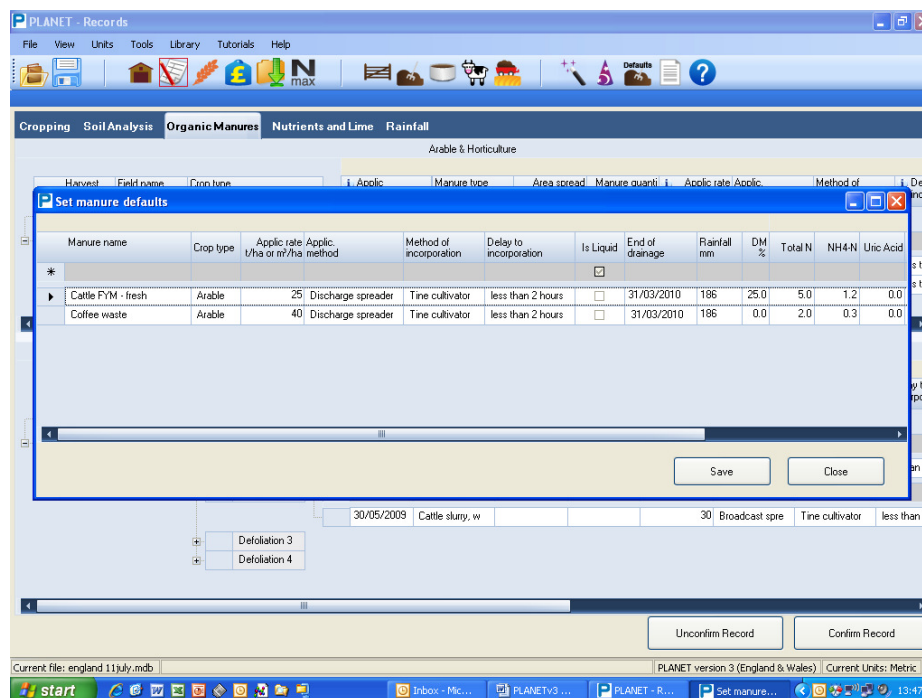 PLANET - Records
File View Units Tools Library Tutorials Help
N max Defaults
Cropping Soil Analysis Organic Manures Nutrients and Lime Rainfall
Arable & Horticulture
Harvest Field name Crop type Applic Manure type Area spread Manure quanti Applic rate Applic. Method of De
Set manure defaults
Manure name Crop type Applic rate t/ha or m³/ha Applic. method Method of incorporation Delay to incorporation Is Liquid End of drainage Rainfall mm DM % Total N NH4-N Uric Acid
Cattle FYM - fresh Arable 25 Discharge spreader Tine cultivator less than 2 hours 31/03/2010 186 25.0 5.0 1.2 0.0
Coffee waste Arable 40 Discharge spreader Tine cultivator less than 2 hours 31/03/2010 186 0.0 2.0 0.3 0.0
Save Close
30/05/2009 Cattle slurry, w 30 Broadcast spre Tine cultivator less than
Defoliation 3
Defoliation 4
Unconfirm Record Confirm Record
Current file: england 11july.mdb PLANET version 3 (England & Wales) Current Units: Metric
start Inbox - Mic... PLANETv3 ... PLANET - R... Set manure... 13:47